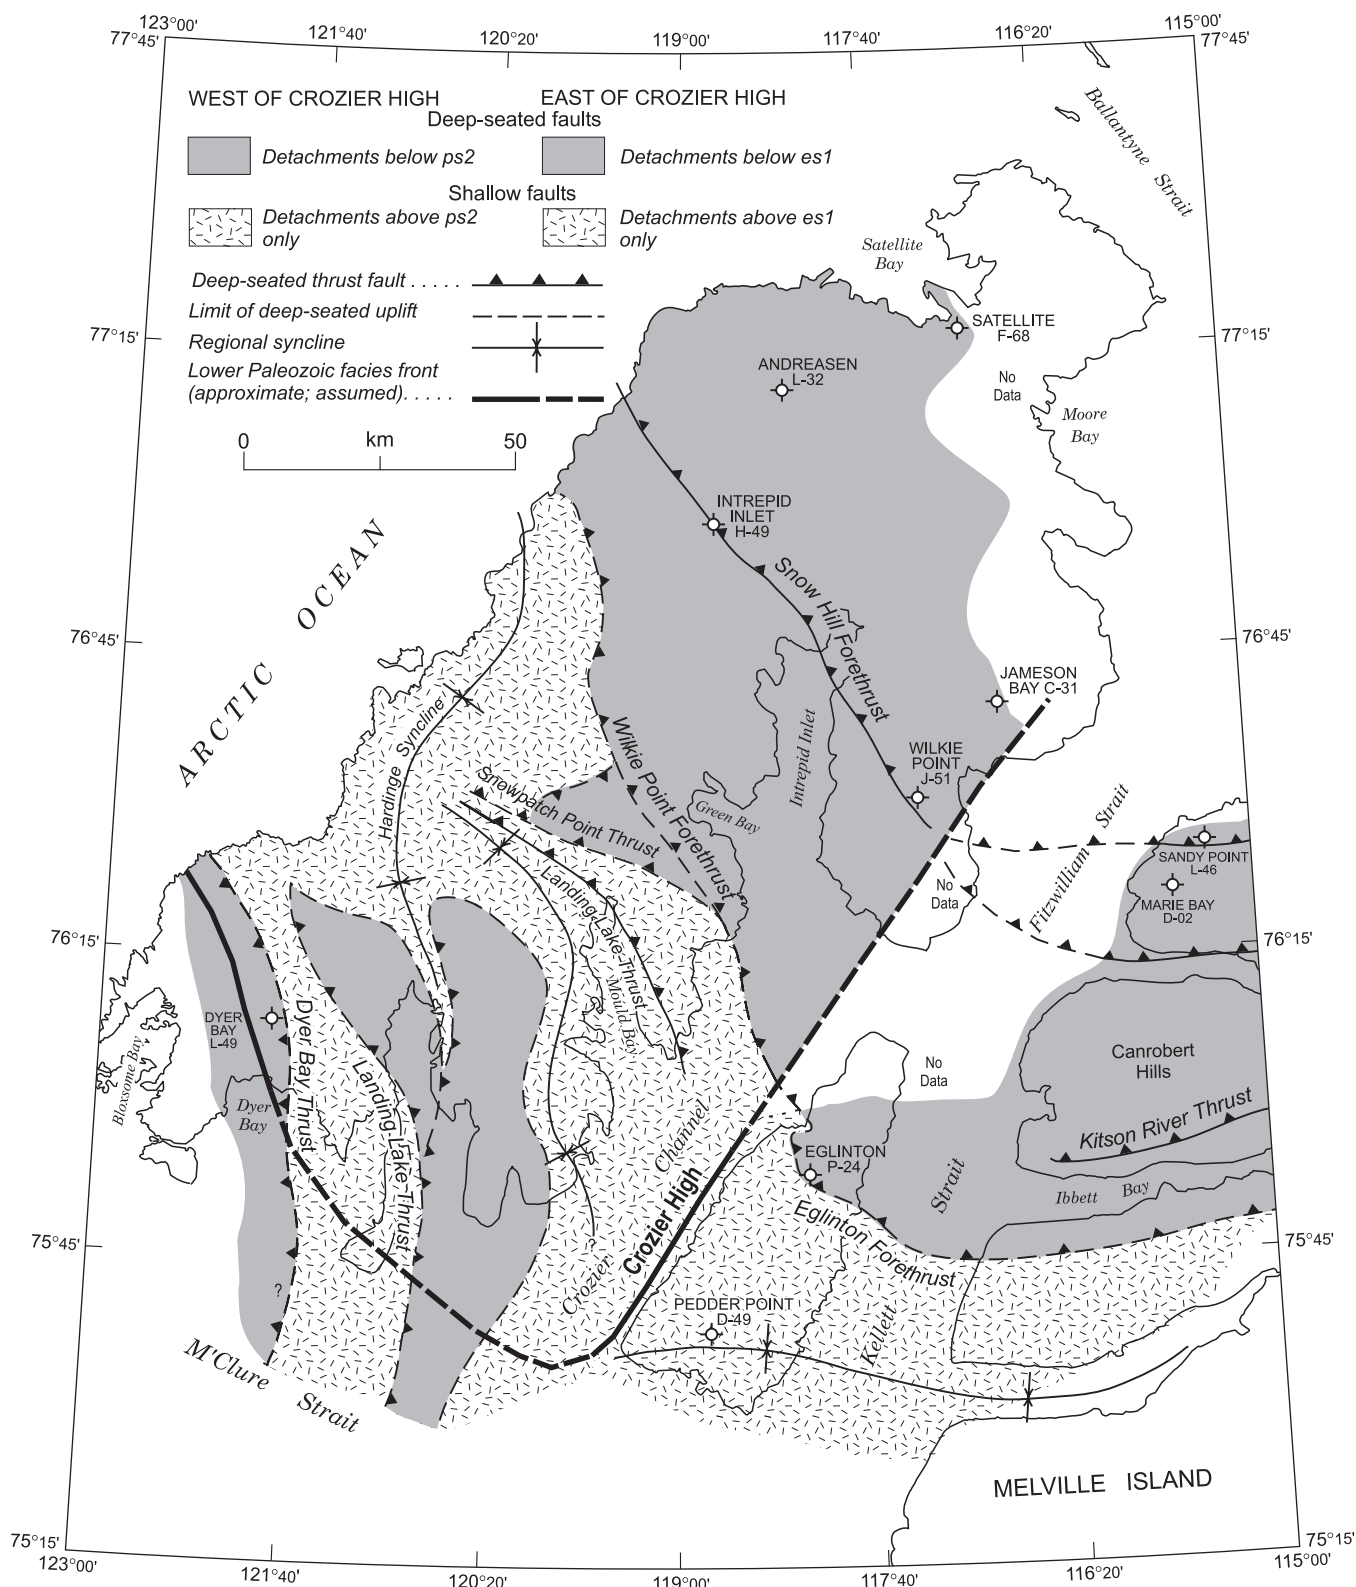 123°00'
121°40'
120°20'
119°00'
117°40'
116°20'
115°00'
77°45'
77°45'
WEST OF CROZIER HIGH
EAST OF CROZIER HIGH
Deep-seated faults
Detachments below ps2
Detachments below es1
Shallow faults
Detachments above ps2
only
Detachments above es1
only
Deep-seated thrust fault . . . . .
Limit of deep-seated uplift
Regional syncline
Lower Paleozoic facies front
(approximate; assumed). . . . .
0
km
50
Ballantyne Strait
Satellite
Bay
SATELLITE
F-68
77°15'
77°15'
ANDREASEN
L-32
No
Data
Moore
Bay
INTREPID
INLET
H-49
ARCTIC OCEAN
Snow Hill Forethrust
76°45'
76°45'
JAMESON
BAY C-31
Hardinge Syncline
Wilkie Point Forethrust
Intrepid Inlet
WILKIE
POINT
J-51
Snowpatch Point Thrust
Green Bay
Fitzwilliam Strait
SANDY POINT
L-46
MARIE BAY
D-02
Landing Lake Thrust
No
Data
76°15'
76°15'
Mould Bay
DYER
BAY
L-49
Bloxsome Bay
Dyer
Bay
Dyer Bay Thrust
Landing Lake Thrust
No
Data
Canrobert
Hills
Kitson River Thrust
Crozier Channel
Crozier High
EGLINTON
P-24
Ibbett Bay
Eglinton Forethrust
Kellett Strait
75°45'
75°45'
?
?
PEDDER POINT
D-49
M'Clure Strait
MELVILLE ISLAND
75°15'
75°15'
123°00'
121°40'
120°20'
119°00'
117°40'
116°20'
115°00'